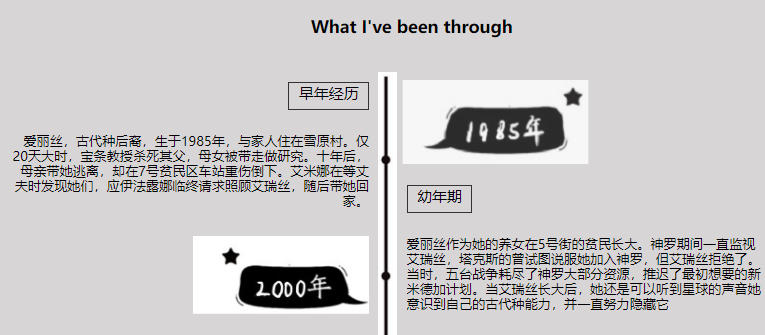 What I've been through
早年经历
1985年
爱丽丝，古代种后裔，生于1985年，与家人住在雪原村。仅
20天大时，宝条教授杀死其父，母女被带走做研究。十年后，
母亲带她逃离，却在7号贫民区车站重伤倒下。艾米娜在等丈
夫时发现她们，应伊法露娜临终请求照顾艾瑞丝，随后带她回
家。
幼年期
2000年
爱丽丝作为她的养女在5号街的贫民长大。神罗期间一直监视
艾瑞丝，塔克斯的曾试图说服她加入神罗，但艾瑞丝拒绝了。
当时，五台战争耗尽了神罗大部分资源，推迟了最初想要的新
米德加计划。当艾瑞丝长大后，她还是可以听到星球的声音她
意识到自己的古代种能力，并一直努力隐藏它